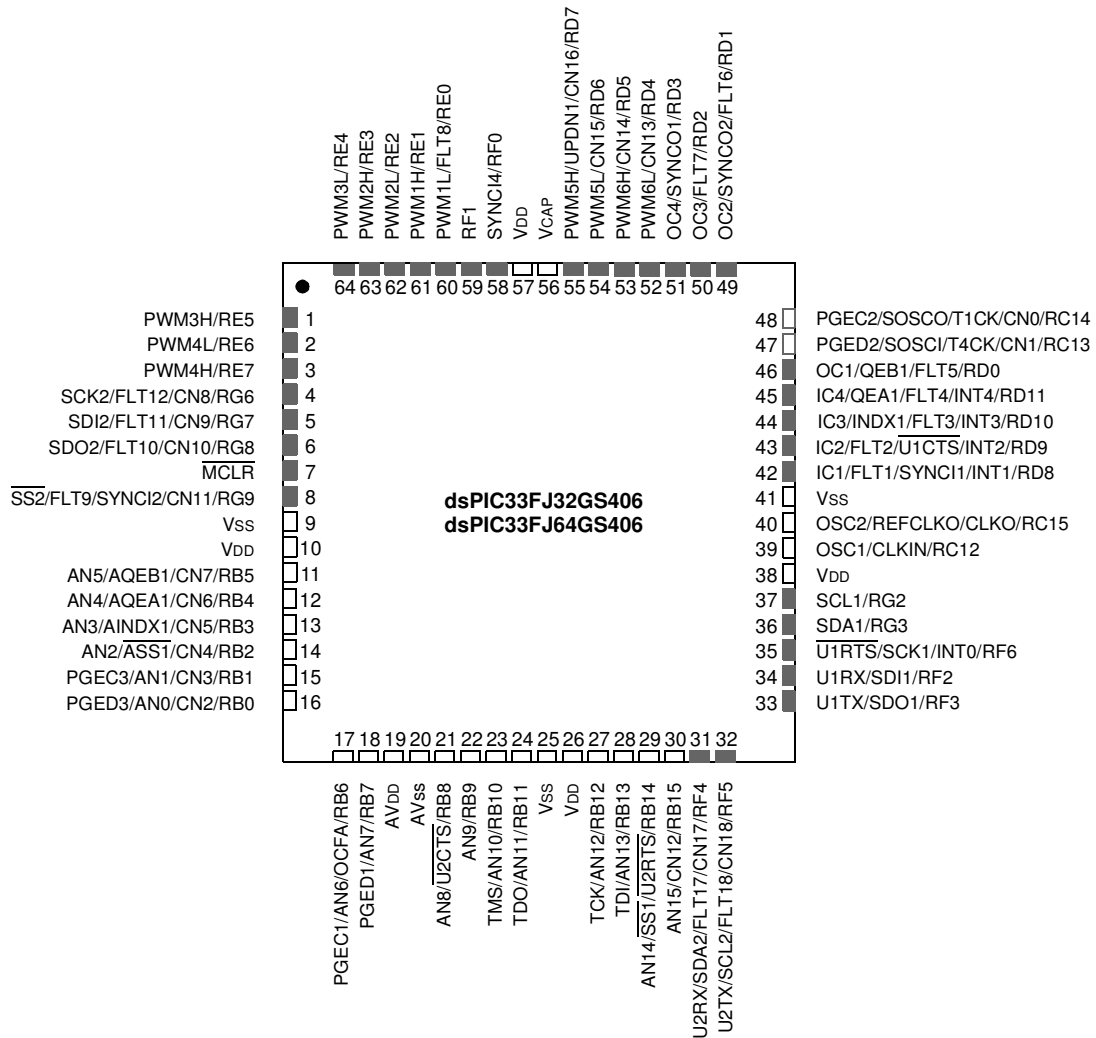 PWM3L/RE4
PWM2H/RE3
PWM2L/RE2
PWM1H/RE1
PWM1L/FLT8/RE0
RF1
SYNCI4/RF0
VDD
VCAP
PWM5H/UPDN1/CN16/RD7
PWM5L/CN15/RD6
PWM6H/CN14/RD5
PWM6L/CN13/RD4
OC4/SYNCO1/RD3
OC3/FLT7/RD2
OC2/SYNCO2/FLT6/RD1
64 63 62 61 60 59 58 57 56 55 54 53 52 51 50 49
PWM3H/RE5 1
PWM4L/RE6 2
PWM4H/RE7 3
SCK2/FLT12/CN8/RG6 4
SDI2/FLT11/CN9/RG7 5
SDO2/FLT10/CN10/RG8 6
MCLR 7
SS2/FLT9/SYNCI2/CN11/RG9 8
VSS 9
VDD 10
AN5/AQEB1/CN7/RB5 11
AN4/AQEA1/CN6/RB4 12
AN3/AINDX1/CN5/RB3 13
AN2/ASS1/CN4/RB2 14
PGEC3/AN1/CN3/RB1 15
PGED3/AN0/CN2/RB0 16
dsPIC33FJ32GS406
dsPIC33FJ64GS406
48 PGEC2/SOSCO/T1CK/CN0/RC14
47 PGED2/SOSCI/T4CK/CN1/RC13
46 OC1/QEB1/FLT5/RD0
45 IC4/QEA1/FLT4/INT4/RD11
44 IC3/INDX1/FLT3/INT3/RD10
43 IC2/FLT2/U1CTS/INT2/RD9
42 IC1/FLT1/SYNCI1/INT1/RD8
41 VSS
40 OSC2/REFCLKO/CLKO/RC15
39 OSC1/CLKIN/RC12
38 VDD
37 SCL1/RG2
36 SDA1/RG3
35 U1RTS/SCK1/INT0/RF6
34 U1RX/SDI1/RF2
33 U1TX/SDO1/RF3
17 18 19 20 21 22 23 24 25 26 27 28 29 30 31 32
PGEC1/AN6/OCFA/RB6
PGED1/AN7/RB7
AVDD
AVSS
AN8/U2CTS/RB8
AN9/RB9
TMS/AN10/RB10
TDO/AN11/RB11
VSS
VDD
TCK/AN12/RB12
TDI/AN13/RB13
AN14/SS1/U2RTS/RB14
AN15/CN12/RB15
U2RX/SDA2/FLT17/CN17/RF4
U2TX/SCL2/FLT18/CN18/RF5